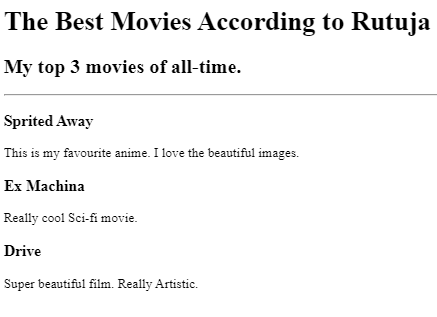 The Best Movies According to Rutuja
My top 3 movies of all-time.
Sprited Away
This is my favourite anime. I love the beautiful images.
Ex Machina
Really cool Sci-fi movie.
Drive
Super beautiful film. Really Artistic.